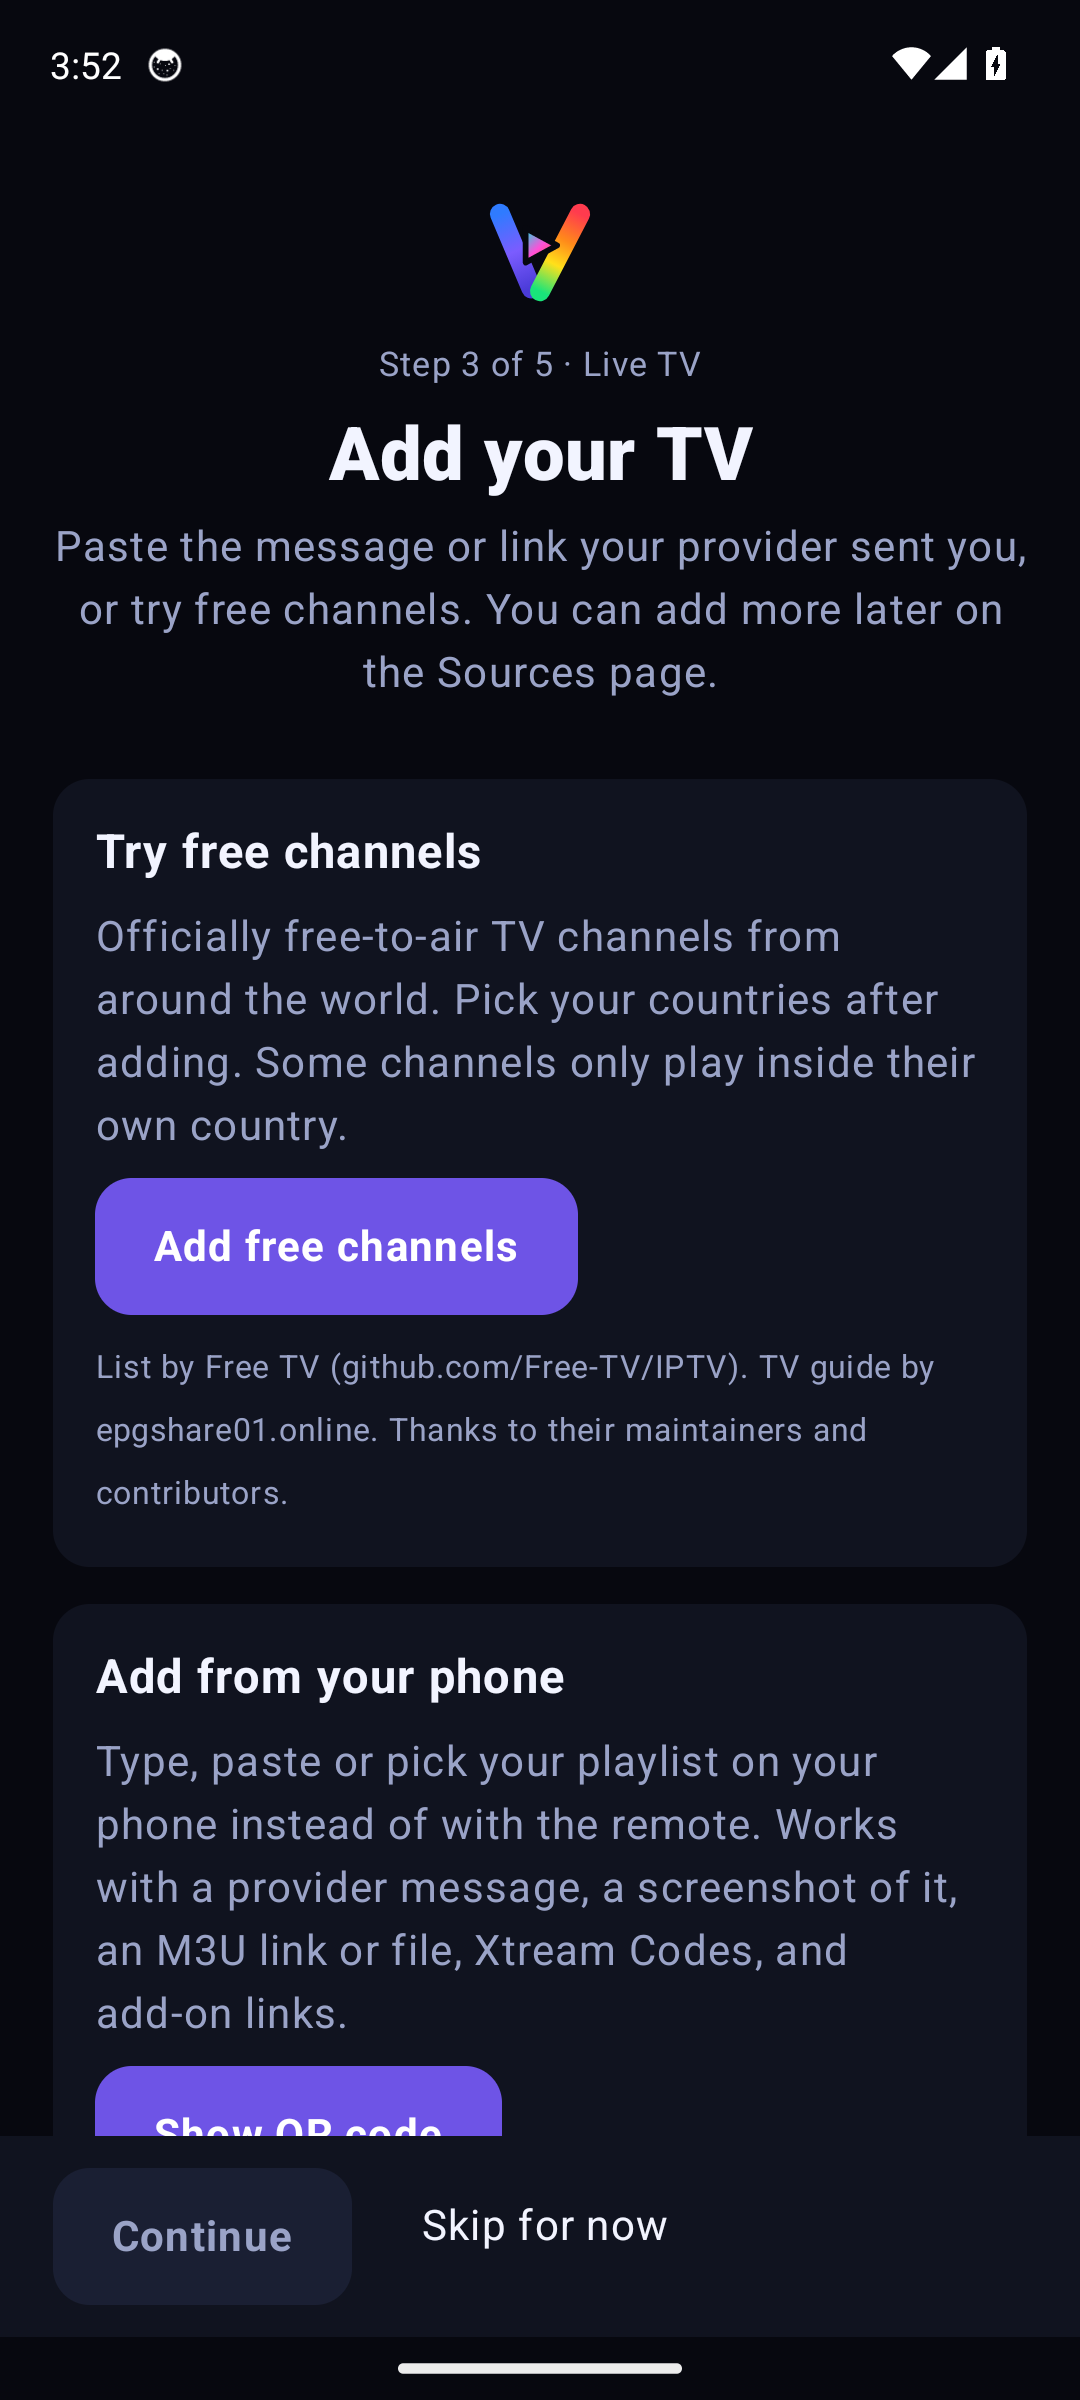 3:52
Step 3 of 5 · Live TV
Add your TV
Paste the message or link your provider sent you,
or try free channels. You can add more later on
the Sources page.
Try free channels
Officially free-to-air TV channels from
around the world. Pick your countries after
adding. Some channels only play inside their
own country.
Add free channels
List by Free TV (github.com/Free-TV/IPTV). TV guide by
epgshare01.online. Thanks to their maintainers and
contributors.
Add from your phone
Type, paste or pick your playlist on your
phone instead of with the remote. Works
with a provider message, a screenshot of it,
an M3U link or file, Xtream Codes, and
add-on links.
Show QR code
Continue
Skip for now